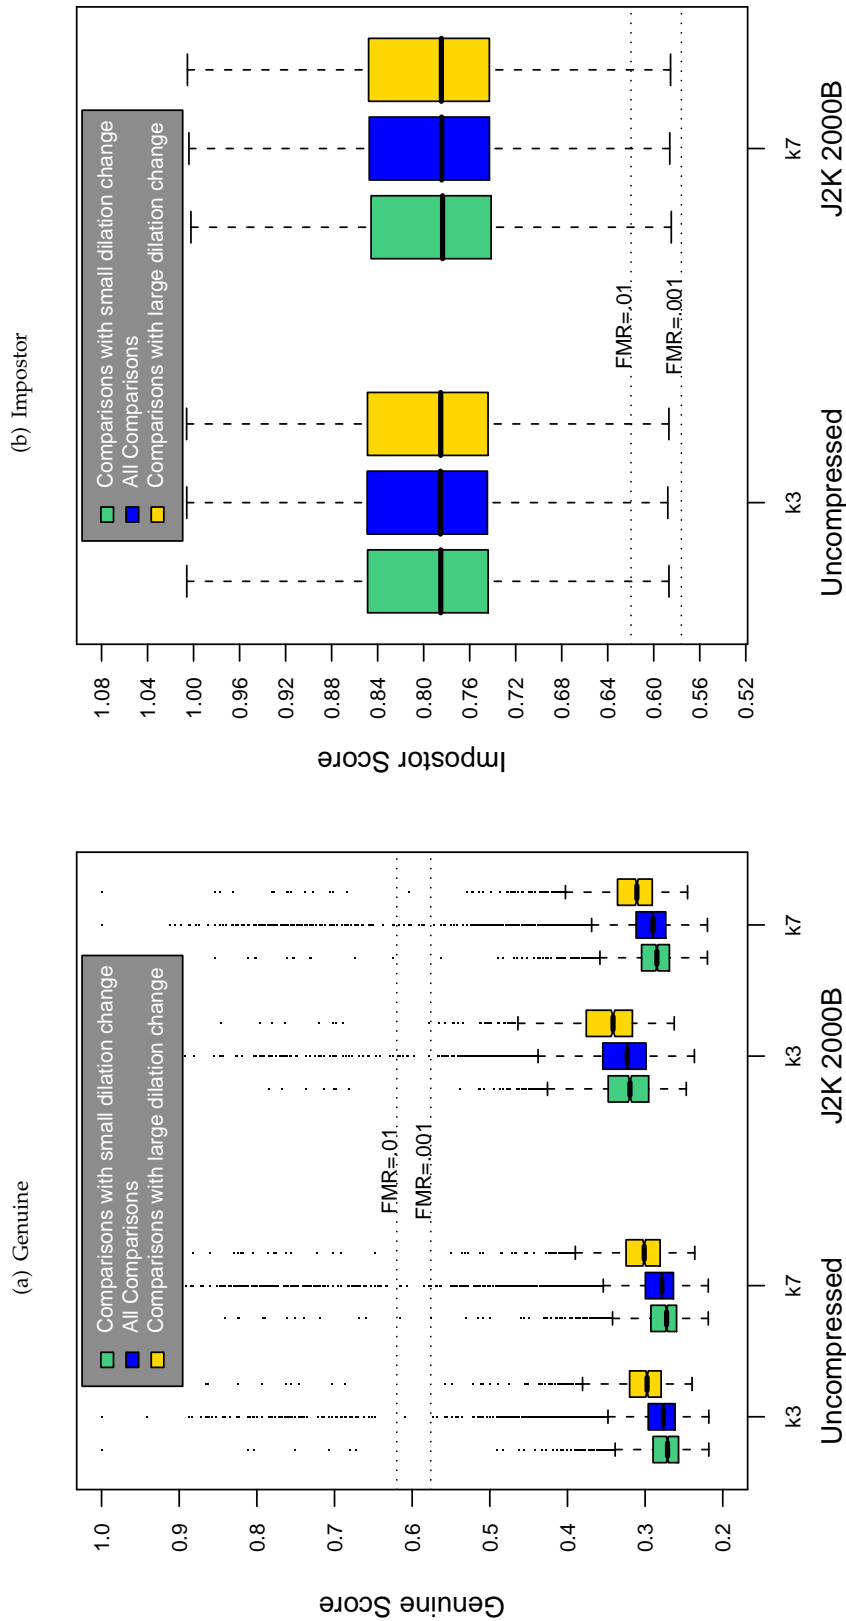 (a) Genuine
Comparisons with small dilation change
All Comparisons
Comparisons with large dilation change
FMR=.01
FMR=.001
Genuine Score
1.0
0.9
0.8
0.7
0.6
0.5
0.4
0.3
0.2
k3
k7
k3
k7
Uncompressed
J2K 2000B
(b) Impostor
Comparisons with small dilation change
All Comparisons
Comparisons with large dilation change
FMR=.01
FMR=.001
Impostor Score
1.08
1.04
1.00
0.96
0.92
0.88
0.84
0.80
0.76
0.72
0.68
0.64
0.60
0.56
0.52
k3
k7
Uncompressed
J2K 2000B